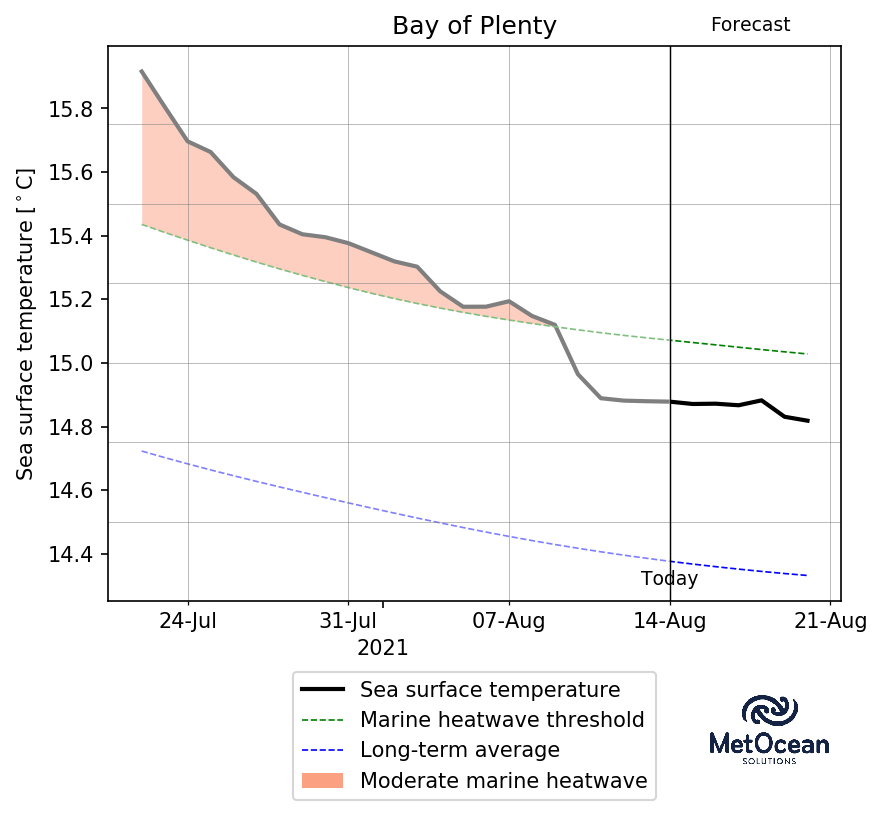 Bay of Plenty
Forecast
Sea surface temperature [°C]
15.8
15.6
15.4
15.2
15.0
14.8
14.6
14.4
Today
24-Jul
31-Jul
07-Aug
14-Aug
21-Aug
2021
Sea surface temperature
Marine heatwave threshold
Long-term average
Moderate marine heatwave
MetOcean
SOLUTIONS